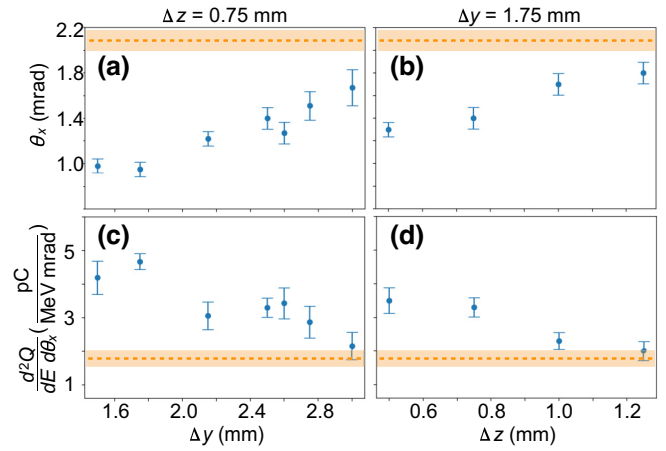 Δz = 0.75 mm
Δy = 1.75 mm
θx (mrad)
2.2
1.8
1.4
1.0
(a)
(b)
d²Q / dE dθx ( pC / MeV mrad )
5
3
1
(c)
(d)
1.6 2.0 2.4 2.8
0.6 0.8 1.0 1.2
Δy (mm)
Δz (mm)